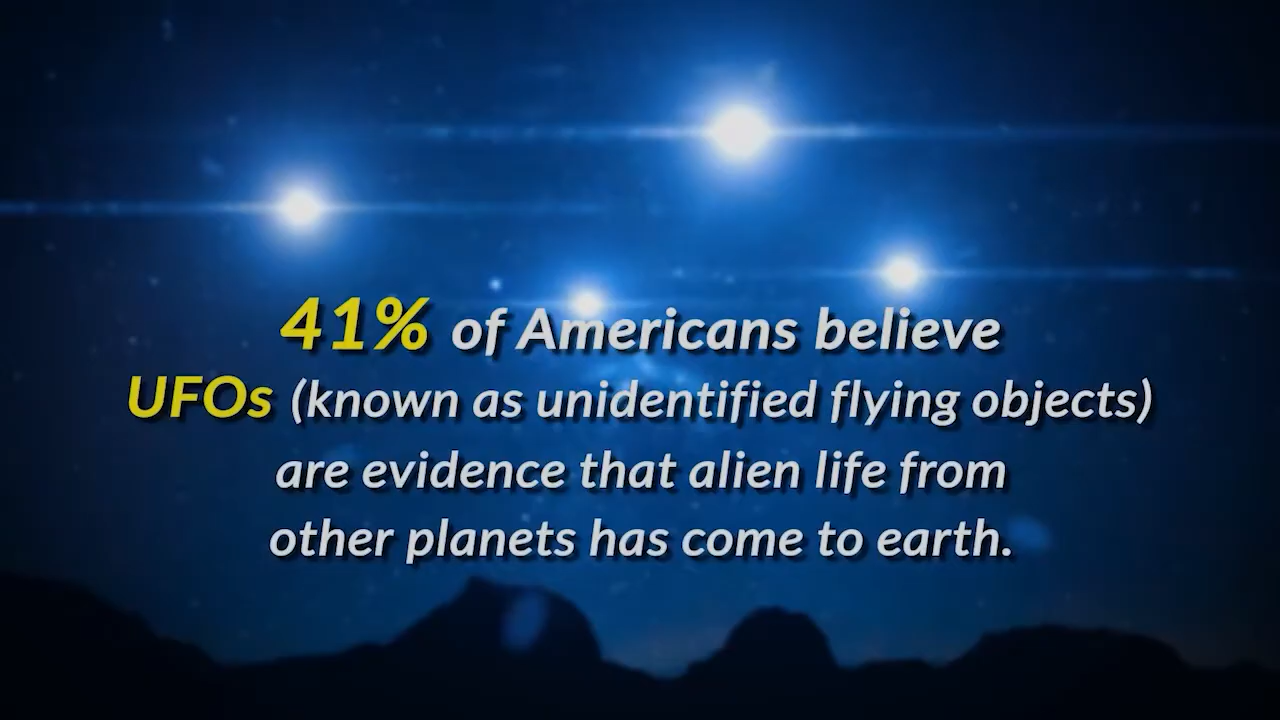 41% of Americans believe
UFOs (known as unidentified flying objects)
are evidence that alien life from
other planets has come to earth.